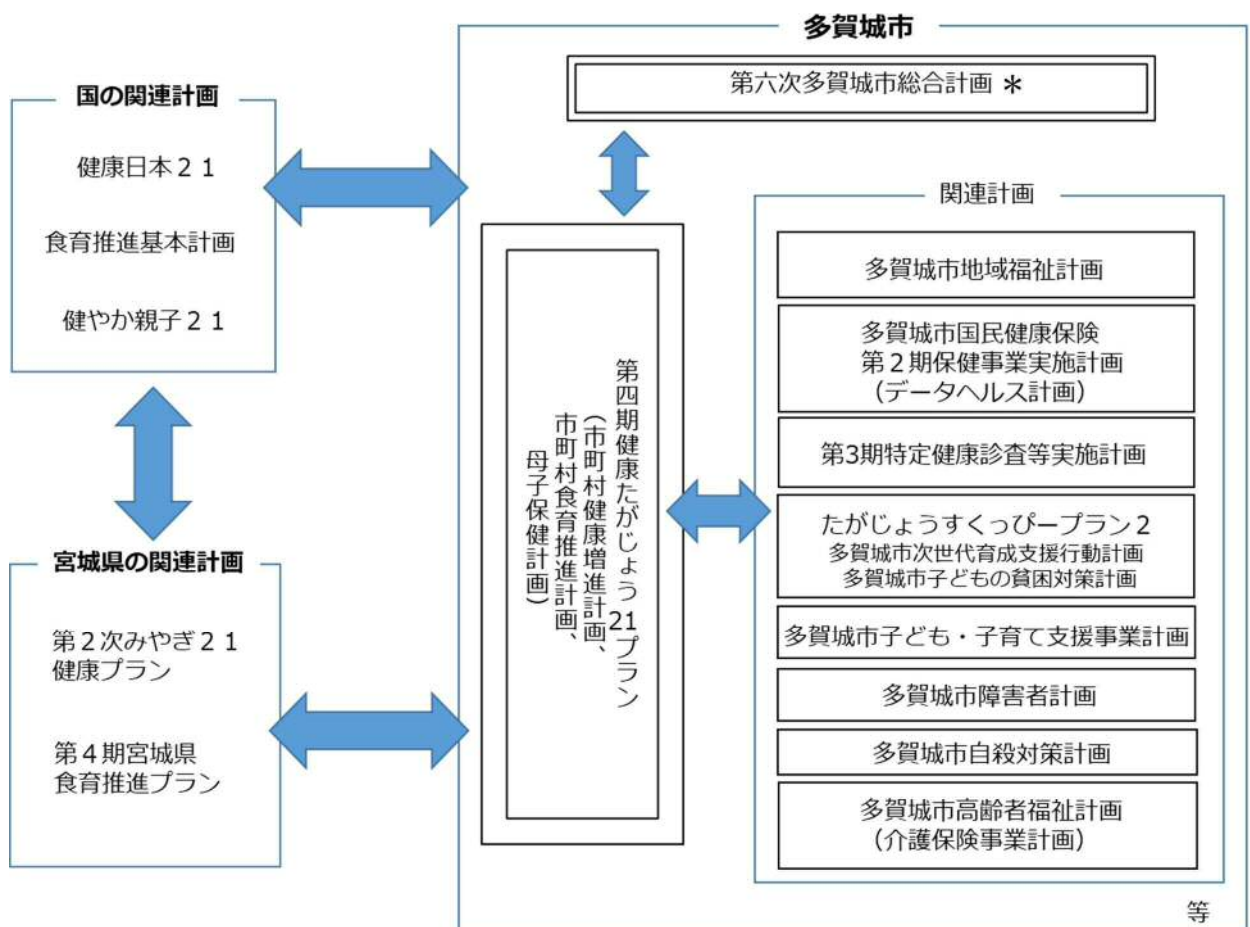 多賀城市
第六次多賀城市総合計画 ＊
国の関連計画
健康日本２１
食育推進基本計画
健やか親子２１
宮城県の関連計画
第２次みやぎ２１
健康プラン
第４期宮城県
食育推進プラン
第四期健康たがじょう21プラン
（市町村健康増進計画、
市町村食育推進計画、
母子保健計画）
関連計画
多賀城市地域福祉計画
多賀城市国民健康保険
第２期保健事業実施計画
（データヘルス計画）
第3期特定健康診査等実施計画
たがじょうすくっぴープラン２
多賀城市次世代育成支援行動計画
多賀城市子どもの貧困対策計画
多賀城市子ども・子育て支援事業計画
多賀城市障害者計画
多賀城市自殺対策計画
多賀城市高齢者福祉計画
（介護保険事業計画）
等